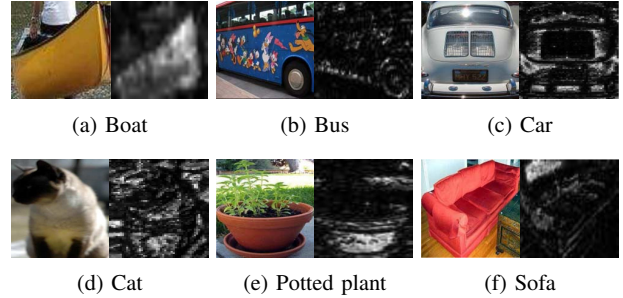 (a) Boat
(b) Bus
(c) Car
(d) Cat
(e) Potted plant
(f) Sofa